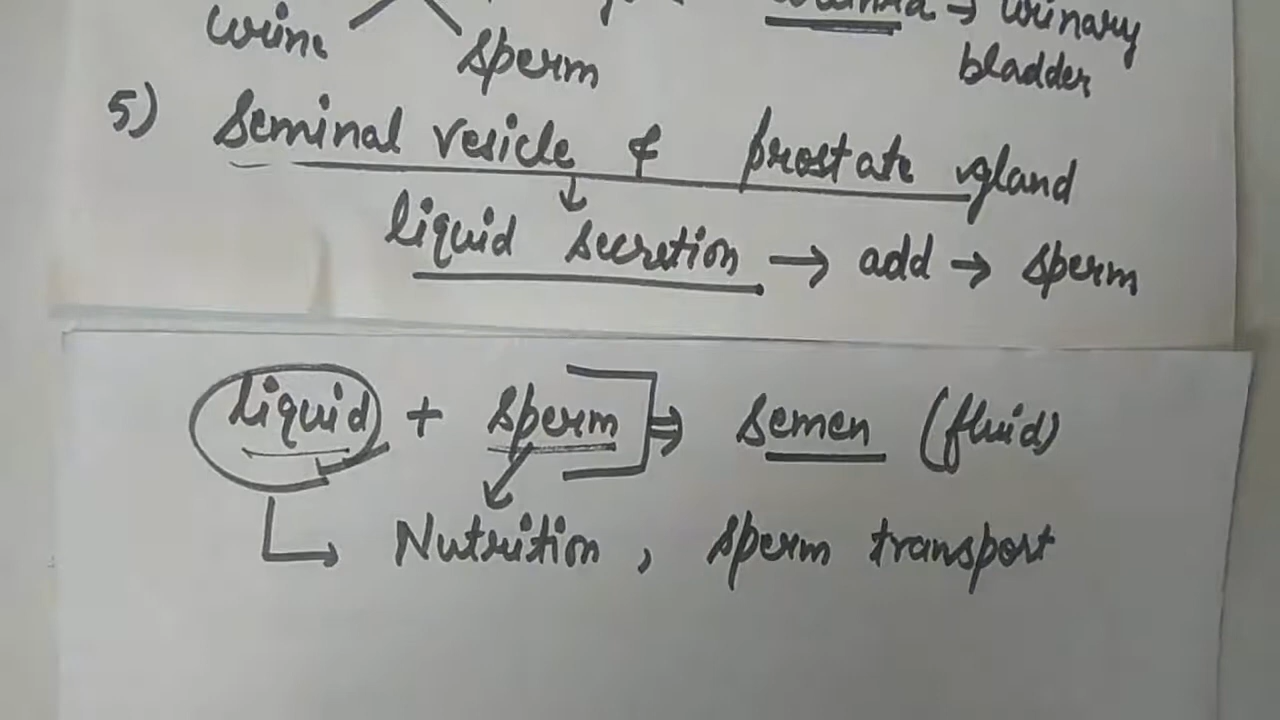 → urinary
urine
sperm
bladder
5) Seminal vesicle & prostate gland
↓
liquid secretion → add → sperm
liquid + sperm ⇒ semen (fluid)
Nutrition, sperm transport